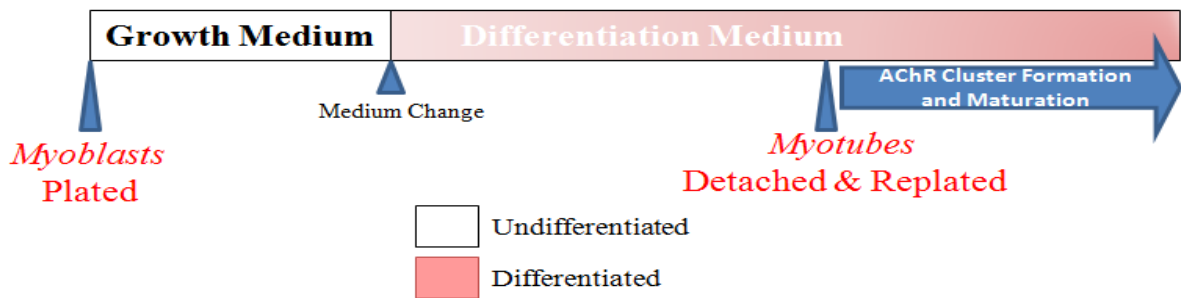 Growth Medium
Differentiation Medium
AChR Cluster Formation
and Maturation
Medium Change
Myoblasts
Plated
Myotubes
Detached & Replated
Undifferentiated
Differentiated